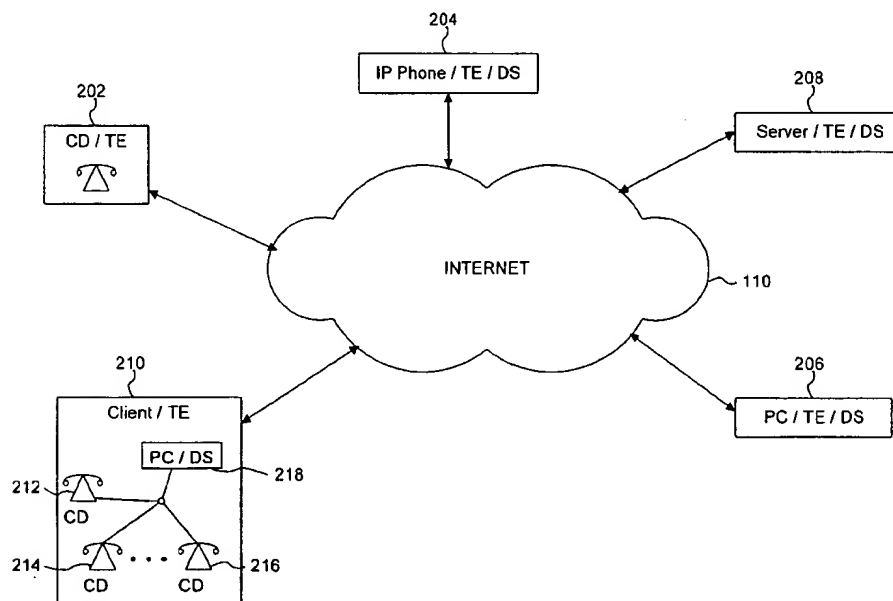 204
IP Phone / TE / DS
202
CD / TE
208
Server / TE / DS
INTERNET
110
210
Client / TE
206
PC / TE / DS
PC / DS
218
212
CD
214
CD
CD
216